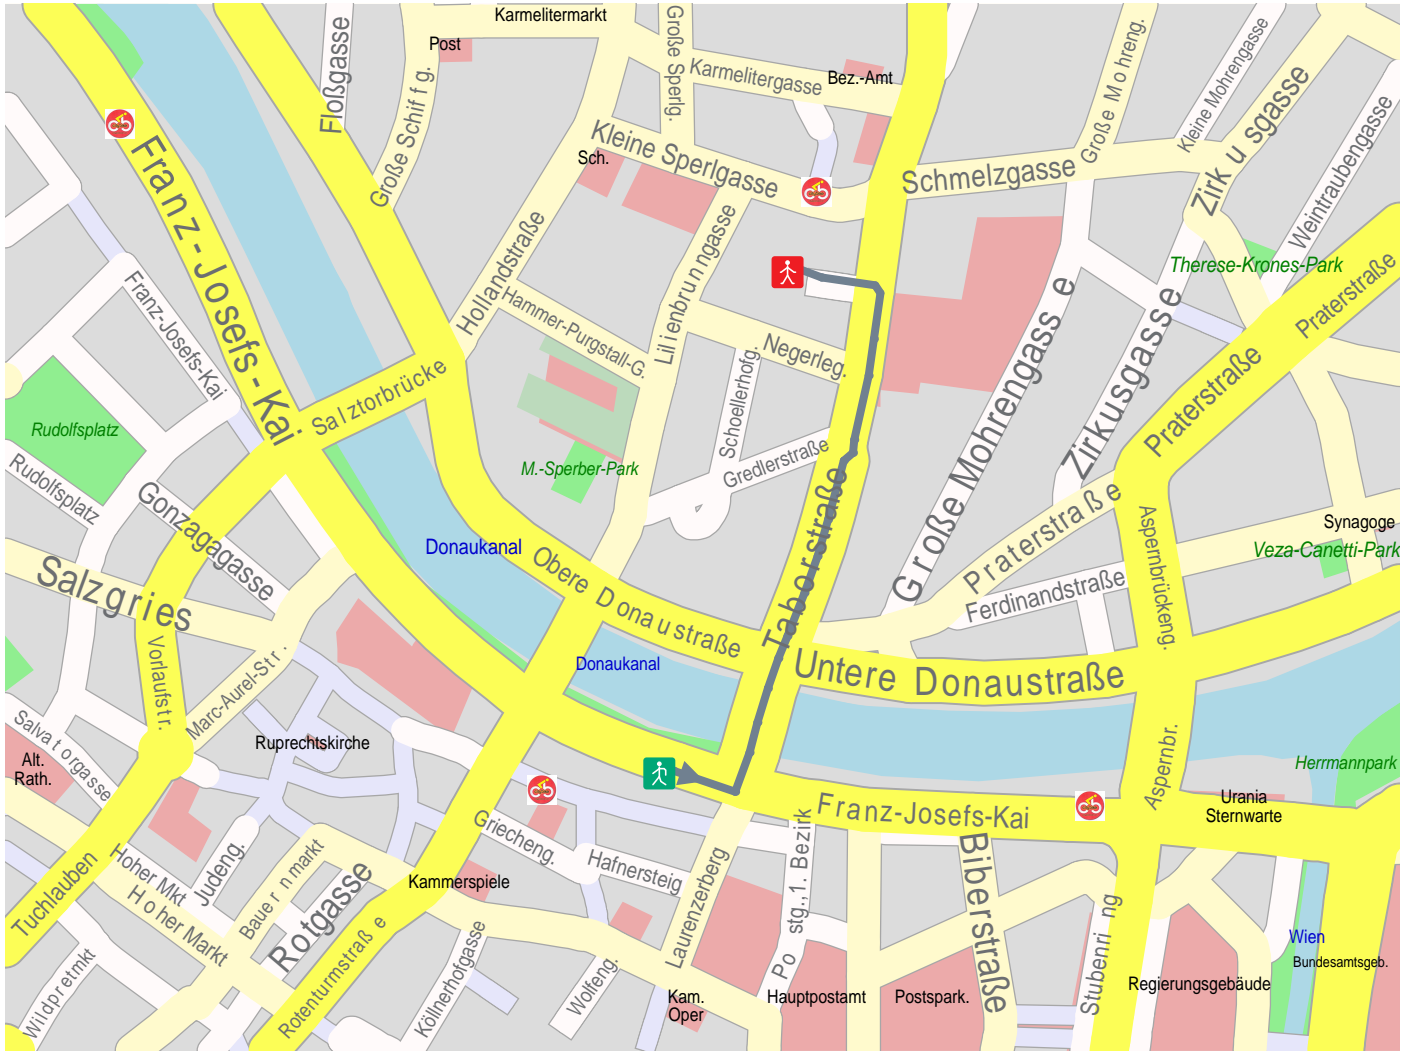 Karmelitermarkt
Post
Floßgasse
Große Schiffg.
Große Sperlg.
Karmelitergasse
Bez.-Amt
Große Mohreng.
Kleine Mohrengasse
Zirkusgasse
Weintraubengasse
Franz-Josefs-Kai
Kleine Sperlgasse
Sch.
Schmelzgasse
Hollandstraße
Lilienbrunngasse
Therese-Krones-Park
Praterstraße
Praterstraße
Franz-Josefs-Kai
Hammer-Purgstall-G.
Negerleg.
Schoellerhofg.
Große Mohrengasse
Zirkusgasse
Salztorbrücke
Rudolfsplatz
Rudolfsplatz
M.-Sperber-Park
Gredlerstraße
Gonzagagasse
Taborstraße
Praterstraße
Aspernbrückeng.
Synagoge
Veza-Canetti-Park
Donaukanal
Obere Donaustraße
Salzgries
Ferdinandstraße
Vorlaufstr.
Marc-Aurel-Str.
Donaukanal
Untere Donaustraße
Salvatorgasse
Alt.
Rath.
Ruprechtskirche
Aspernbr.
Herrmannpark
Urania
Sternwarte
Franz-Josefs-Kai
Griecheng.
Hafnersteig
Postg., 1. Bezirk
Biberstraße
Hoher Mkt
Judeng.
Bauernmarkt
Kammerspiele
Laurenzerberg
Tuchlauben
Hoher Markt
Rotgasse
Rotenturmstraße
Wildpretmkt
Köllnerhofgasse
Wolfeng.
Kam.
Oper
Hauptpostamt
Postspark.
Stubenring
Regierungsgebäude
Wien
Bundesamtsgeb.